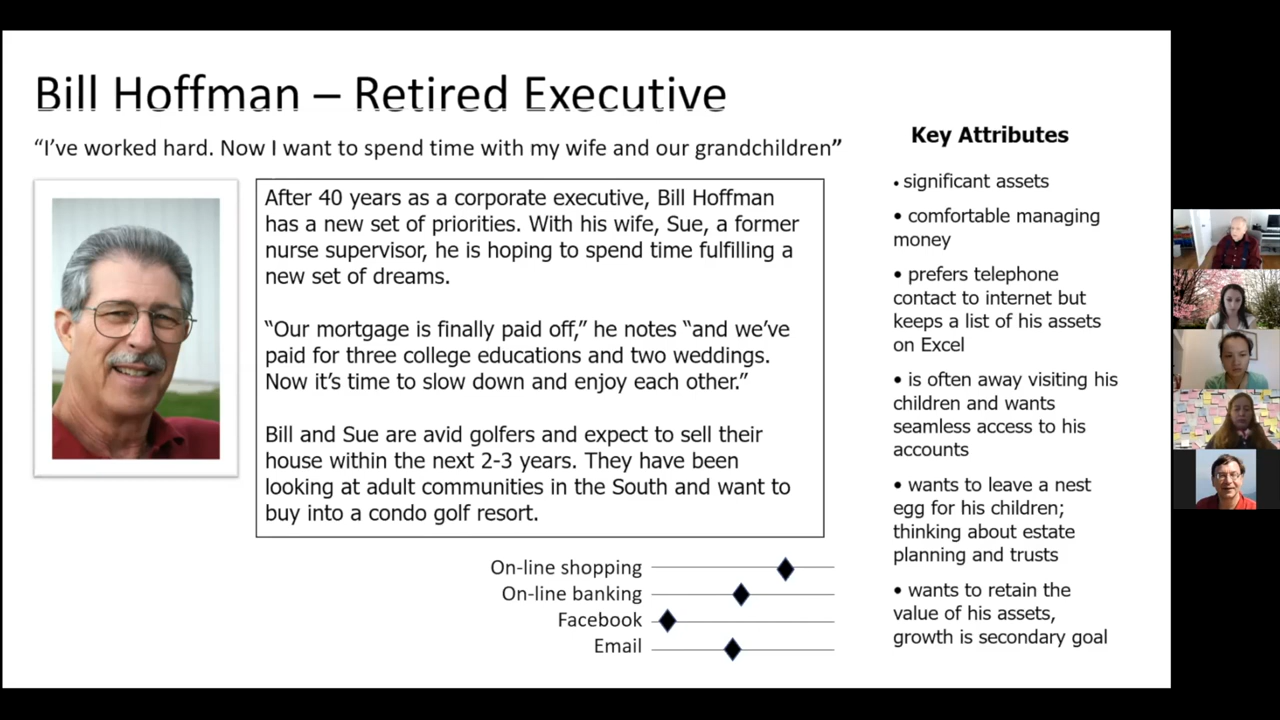 Bill Hoffman – Retired Executive
“I’ve worked hard. Now I want to spend time with my wife and our grandchildren”
After 40 years as a corporate executive, Bill Hoffman
has a new set of priorities. With his wife, Sue, a former
nurse supervisor, he is hoping to spend time fulfilling a
new set of dreams.
“Our mortgage is finally paid off,” he notes “and we’ve
paid for three college educations and two weddings.
Now it’s time to slow down and enjoy each other.”
Bill and Sue are avid golfers and expect to sell their
house within the next 2-3 years. They have been
looking at adult communities in the South and want to
buy into a condo golf resort.
On-line shopping
On-line banking
Facebook
Email
Key Attributes
• significant assets
• comfortable managing
money
• prefers telephone
contact to internet but
keeps a list of his assets
on Excel
• is often away visiting his
children and wants
seamless access to his
accounts
• wants to leave a nest
egg for his children;
thinking about estate
planning and trusts
• wants to retain the
value of his assets,
growth is secondary goal